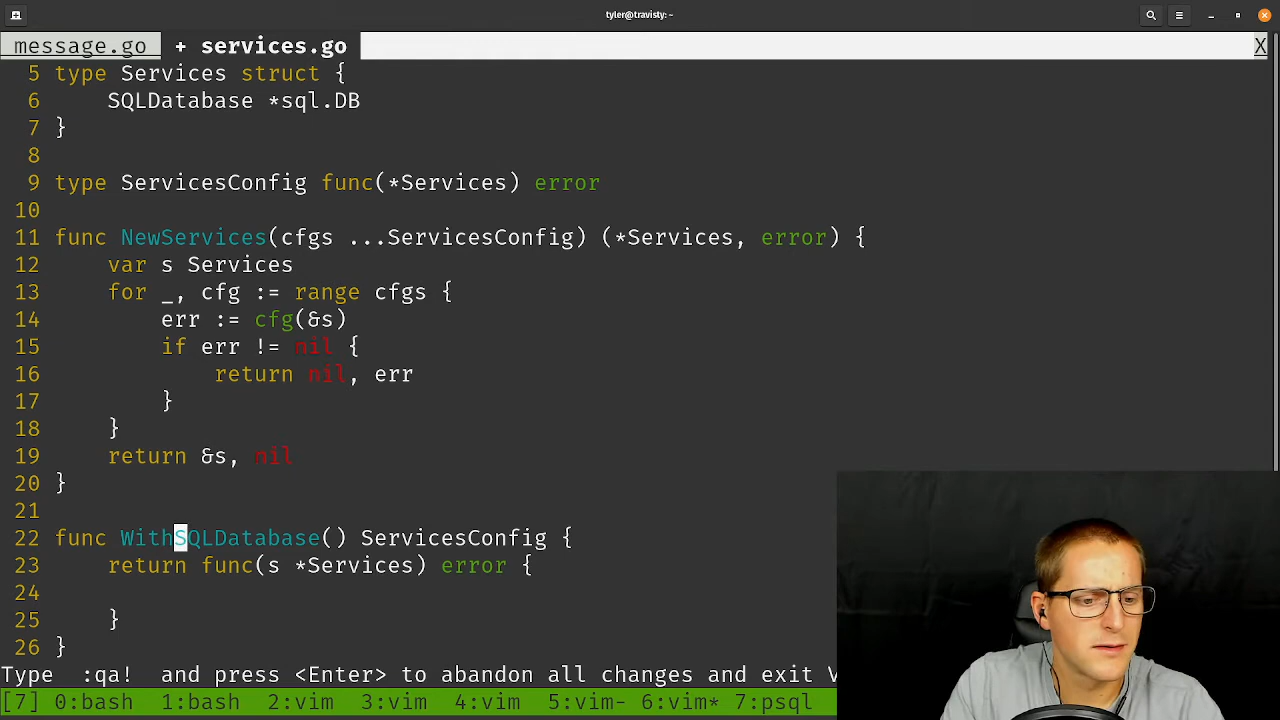 tyler@travisty: ~
message.go + services.go X
5 type Services struct {
6 SQLDatabase *sql.DB
7 }
8
9 type ServicesConfig func(*Services) error
10
11 func NewServices(cfgs ...ServicesConfig) (*Services, error) {
12 var s Services
13 for _, cfg := range cfgs {
14 err := cfg(&s)
15 if err != nil {
16 return nil, err
17 }
18 }
19 return &s, nil
20 }
21
22 func WithSQLDatabase() ServicesConfig {
23 return func(s *Services) error {
24
25 }
26 }
Type :qa! and press <Enter> to abandon all changes and exit V
[7] 0:bash 1:bash 2:vim 3:vim 4:vim 5:vim- 6:vim* 7:psql